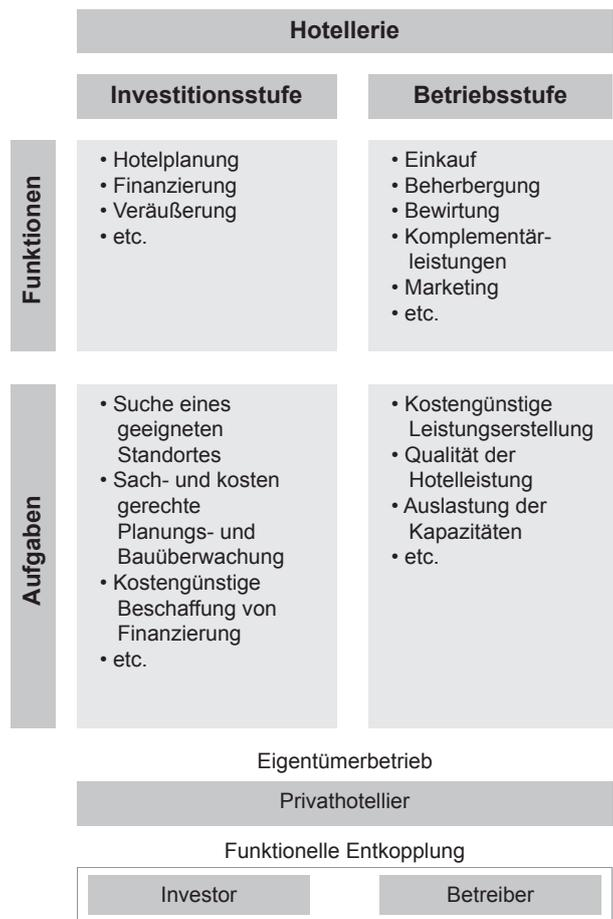 Hotellerie
Investitionsstufe
Betriebsstufe
Funktionen
• Hotelplanung
• Finanzierung
• Veräußerung
• etc.
• Einkauf
• Beherbergung
• Bewirtung
• Komplementär-
leistungen
• Marketing
• etc.
Aufgaben
• Suche eines
geeigneten
Standortes
• Sach- und kosten
gerechte
Planungs- und
Bauüberwachung
• Kostengünstige
Beschaffung von
Finanzierung
• etc.
• Kostengünstige
Leistungserstellung
• Qualität der
Hotelleistung
• Auslastung der
Kapazitäten
• etc.
Eigentümerbetrieb
Privathotellier
Funktionelle Entkopplung
Investor
Betreiber